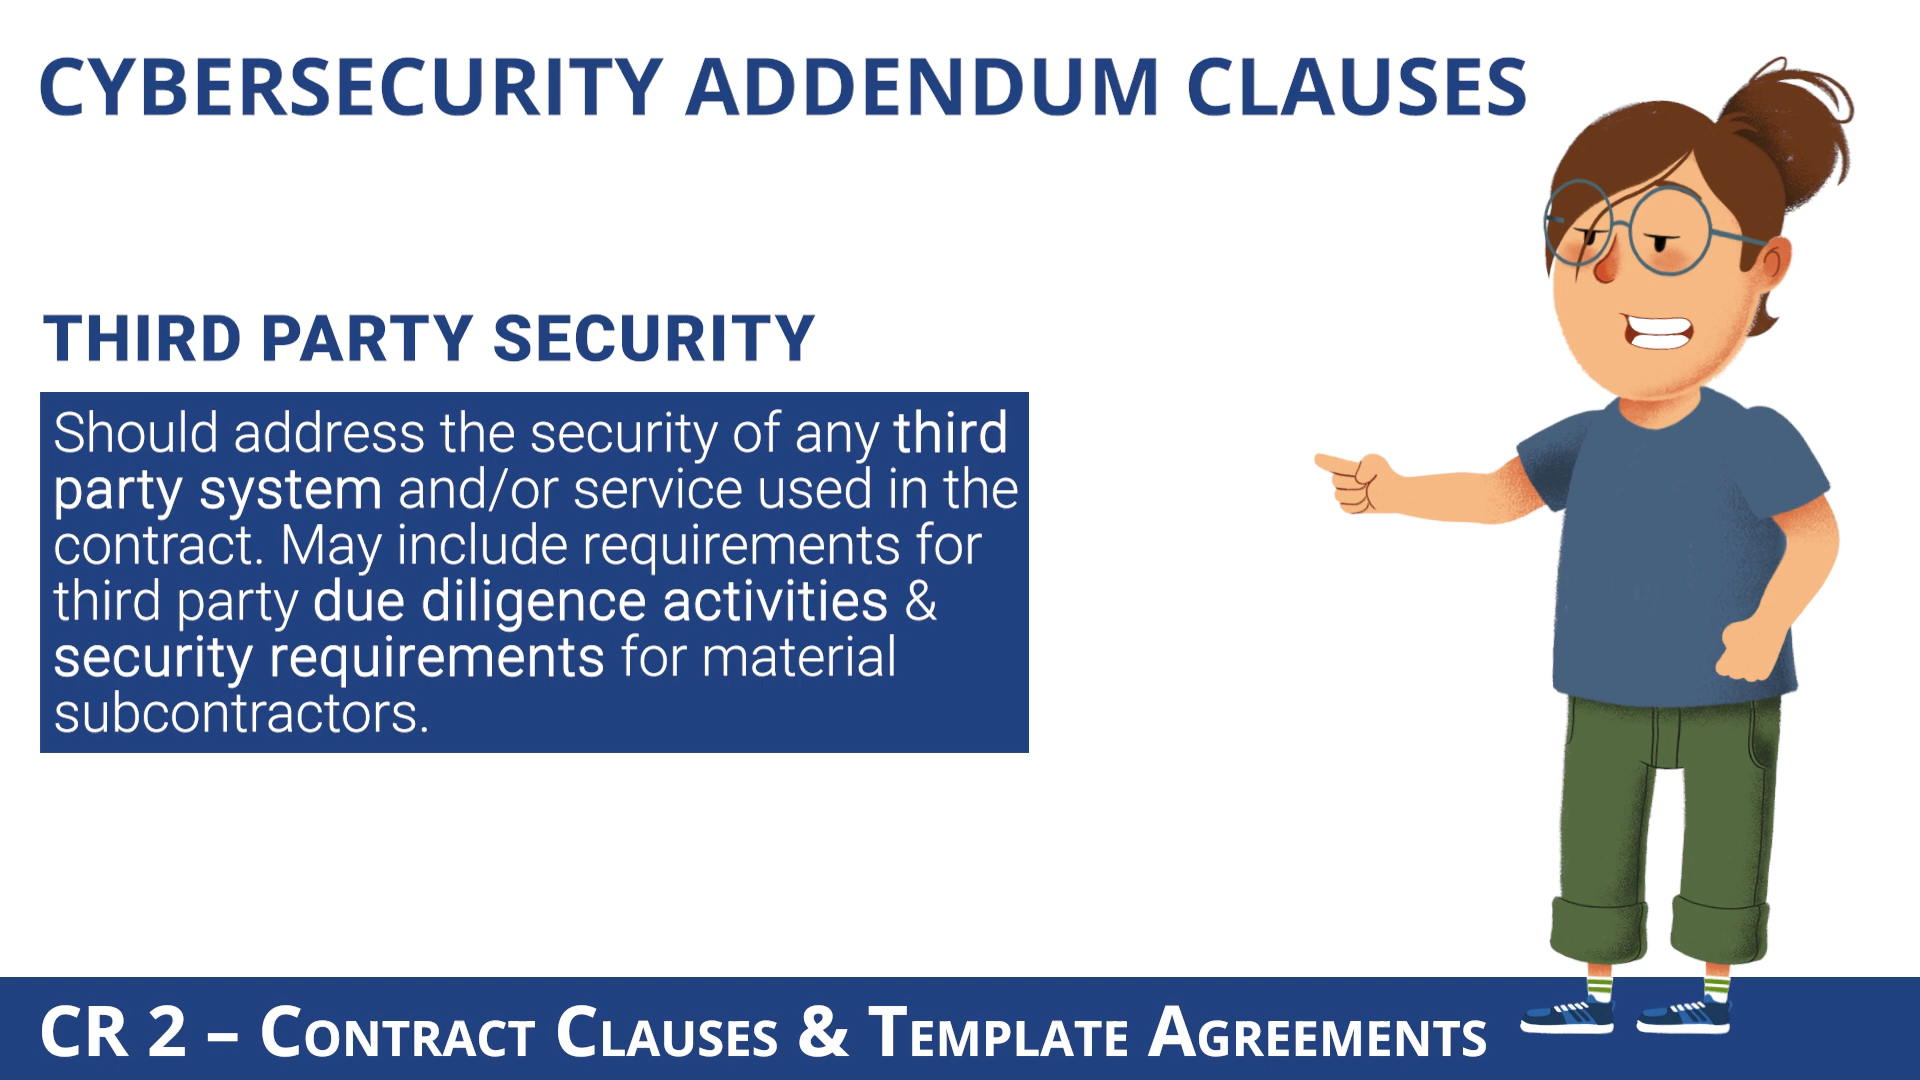 CYBERSECURITY ADDENDUM CLAUSES
THIRD PARTY SECURITY
Should address the security of any third
party system and/or service used in the
contract. May include requirements for
third party due diligence activities &
security requirements for material
subcontractors.
CR 2 – Contract Clauses & Template Agreements